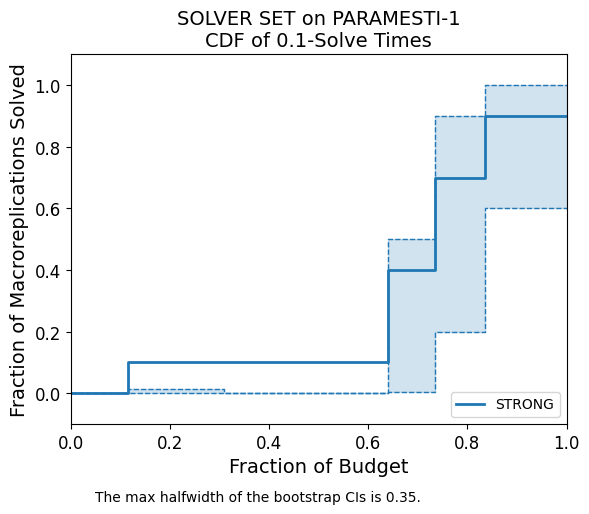 SOLVER SET on PARAMESTI-1
CDF of 0.1-Solve Times
Fraction of Macroreplications Solved
1.0
0.8
0.6
0.4
0.2
0.0
STRONG
0.0 0.2 0.4 0.6 0.8 1.0
Fraction of Budget
The max halfwidth of the bootstrap CIs is 0.35.